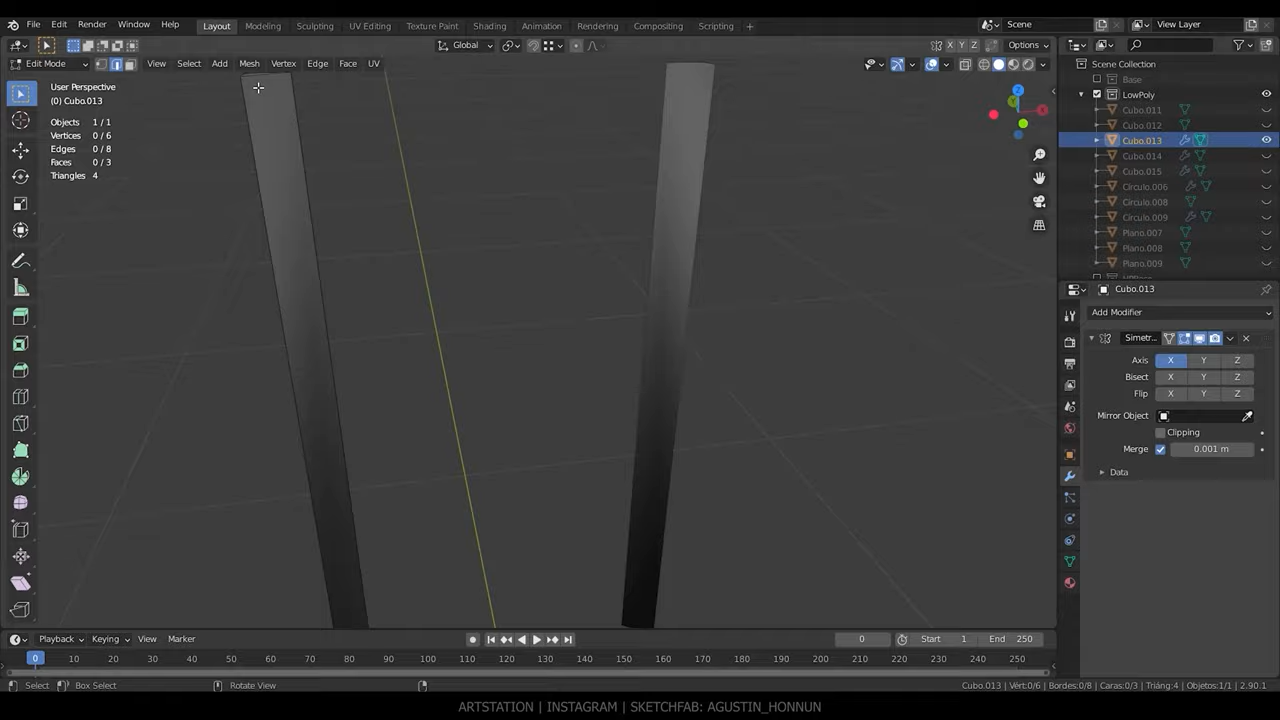 File Edit Render Window Help Layout Modeling Sculpting UV Editing Texture Paint Shading Animation Rendering Compositing Scripting + Scene View Layer
Global Options
Edit Mode View Select Add Mesh Vertex Edge Face UV
X Y Z
User Perspective
(0) Cubo.013
Objects 1/1
Vertices 0/6
Edges 0/8
Faces 0/3
Triangles 4
Z
Y
X
Scene Collection
Base
LowPoly
Cubo.011
Cubo.012
Cubo.013
Cubo.014
Cubo.015
Círculo.006
Círculo.008
Círculo.009
Plano.007
Plano.008
Plano.009
Cubo.013
Add Modifier
Simetr...
Axis X Y Z
Bisect X Y Z
Flip X Y Z
Mirror Object
Clipping
Merge 0.001 m
Data
Playback Keying View Marker 0 Start 1 End 250
0 10 20 30 40 50 60 70 80 90 100 110 120 130 140 150 160 170 180 190 200 210 220 230 240 250
Select Box Select Rotate View Cubo.013 | Vért:0/6 | Bordes:0/8 | Caras:0/3 | Triáng:4 | Objetos:1/1 | 2.90.1
ARTSTATION | INSTAGRAM | SKETCHFAB: AGUSTIN_HONNUN